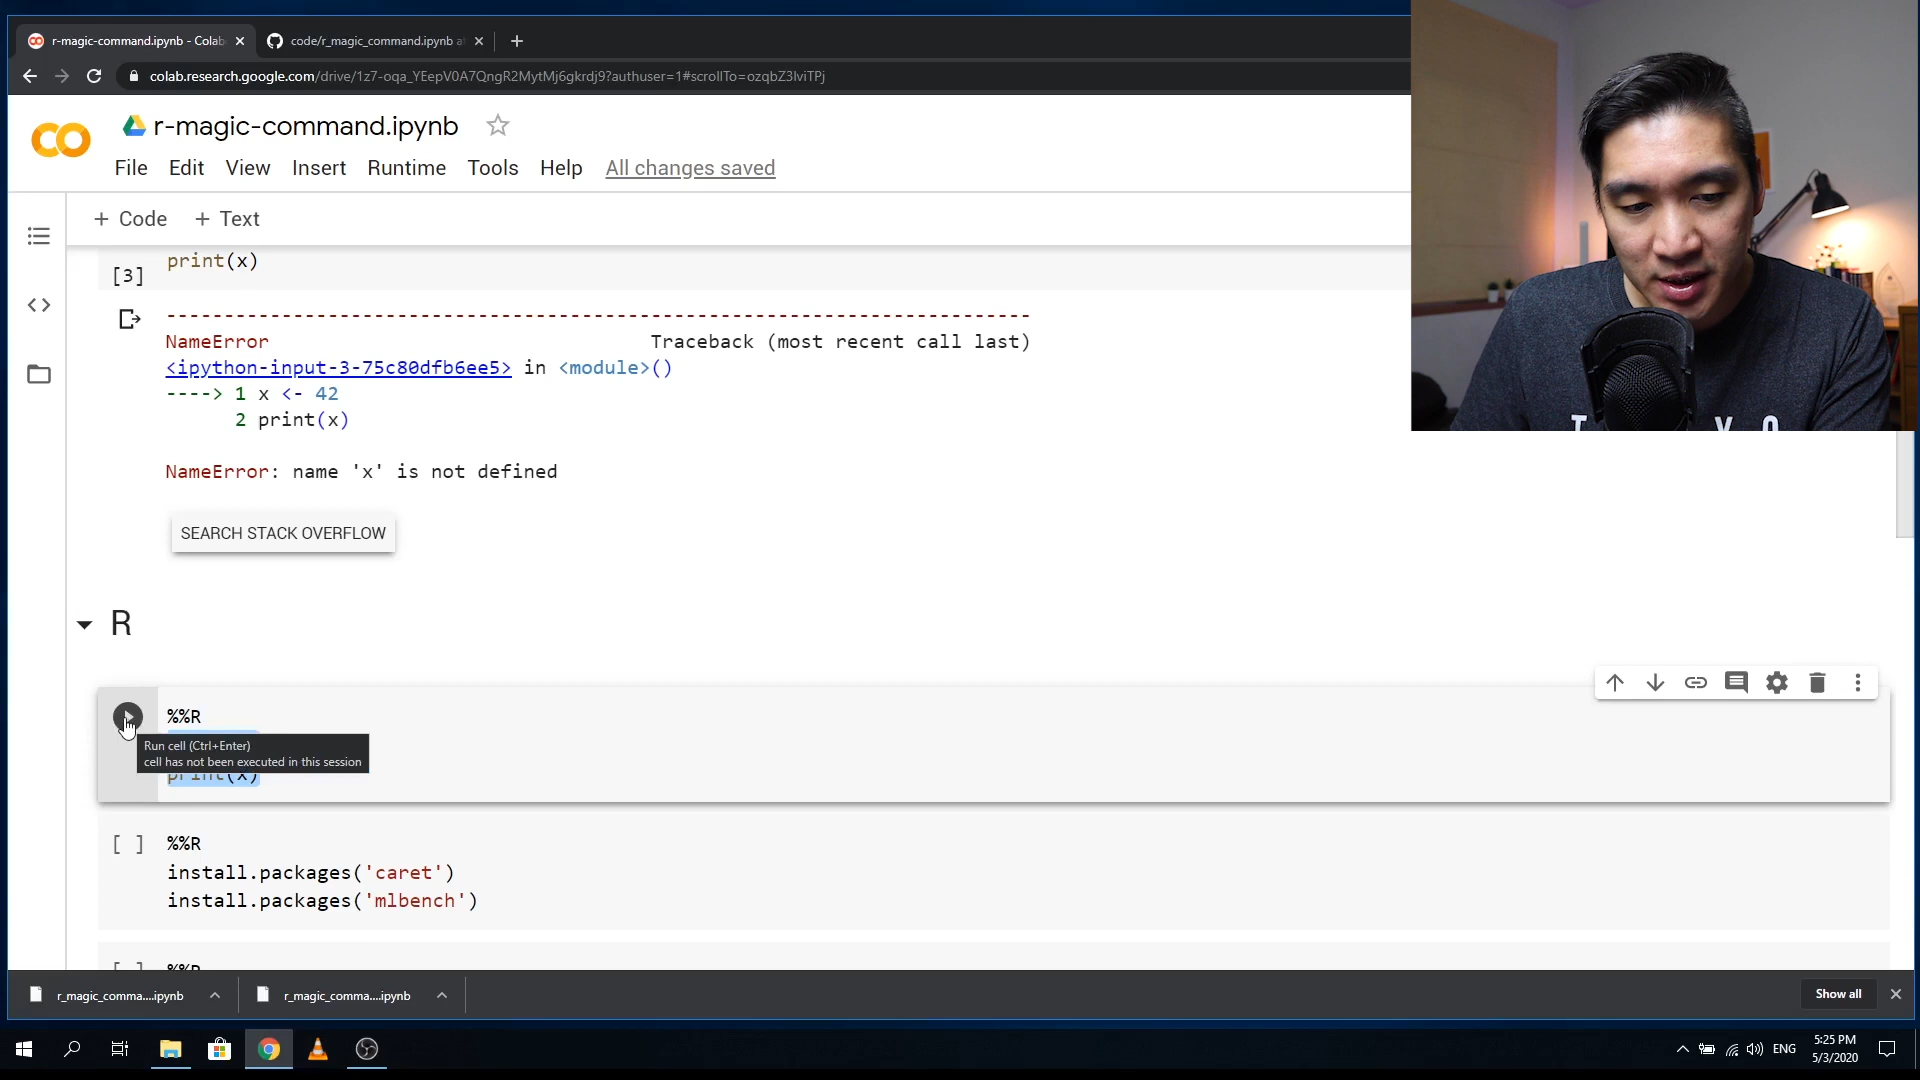 r-magic-command.ipynb - Colab
code/r_magic_command.ipynb a
colab.research.google.com/drive/1z7-oqa_YEepV0A7QngR2MytMj6gkrdj9?authuser=1#scrollTo=ozqbZ3lviTPj
r-magic-command.ipynb
File Edit View Insert Runtime Tools Help All changes saved
+ Code + Text
print(x)
[3]
---------------------------------------------------------------------------
NameError Traceback (most recent call last)
<ipython-input-3-75c80dfb6ee5> in <module>()
----> 1 x <- 42
2 print(x)
NameError: name 'x' is not defined
SEARCH STACK OVERFLOW
R
%%R
Run cell (Ctrl+Enter)
cell has not been executed in this session
print(x)
[ ] %%R
install.packages('caret')
install.packages('mlbench')
[ ] %%R
r_magic_comma....ipynb
r_magic_comma....ipynb
Show all
ENG
5:25 PM
5/3/2020